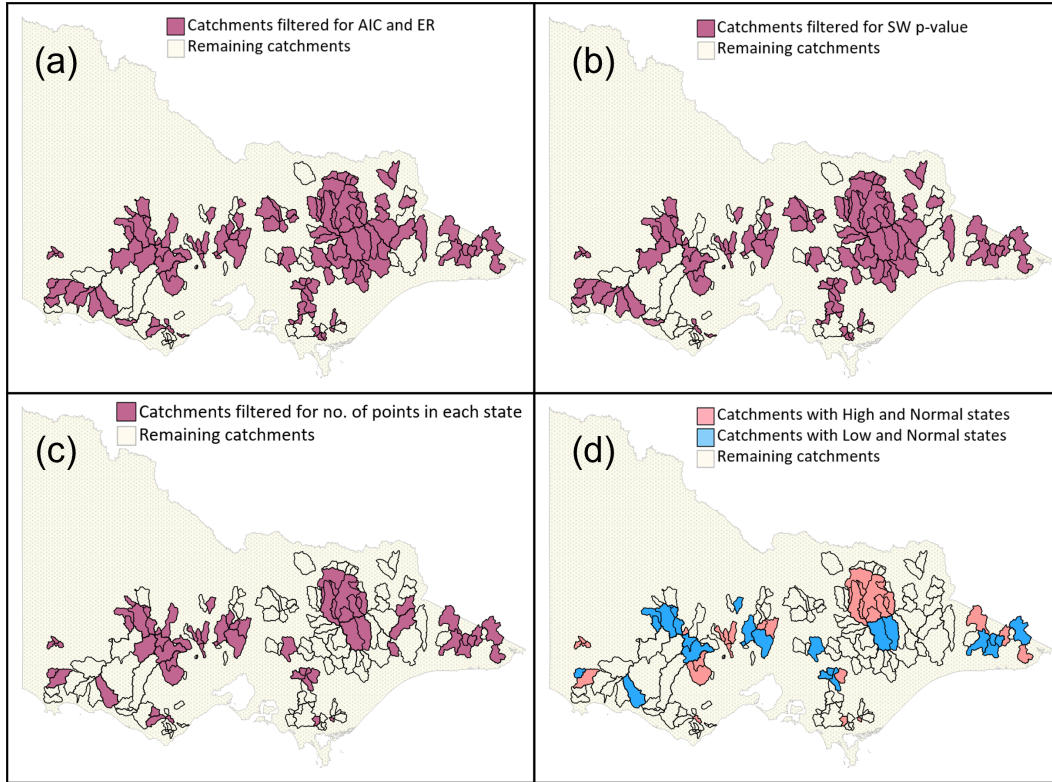 (a)
Catchments filtered for AIC and ER
Remaining catchments
(b)
Catchments filtered for SW p-value
Remaining catchments
(c)
Catchments filtered for no. of points in each state
Remaining catchments
(d)
Catchments with High and Normal states
Catchments with Low and Normal states
Remaining catchments